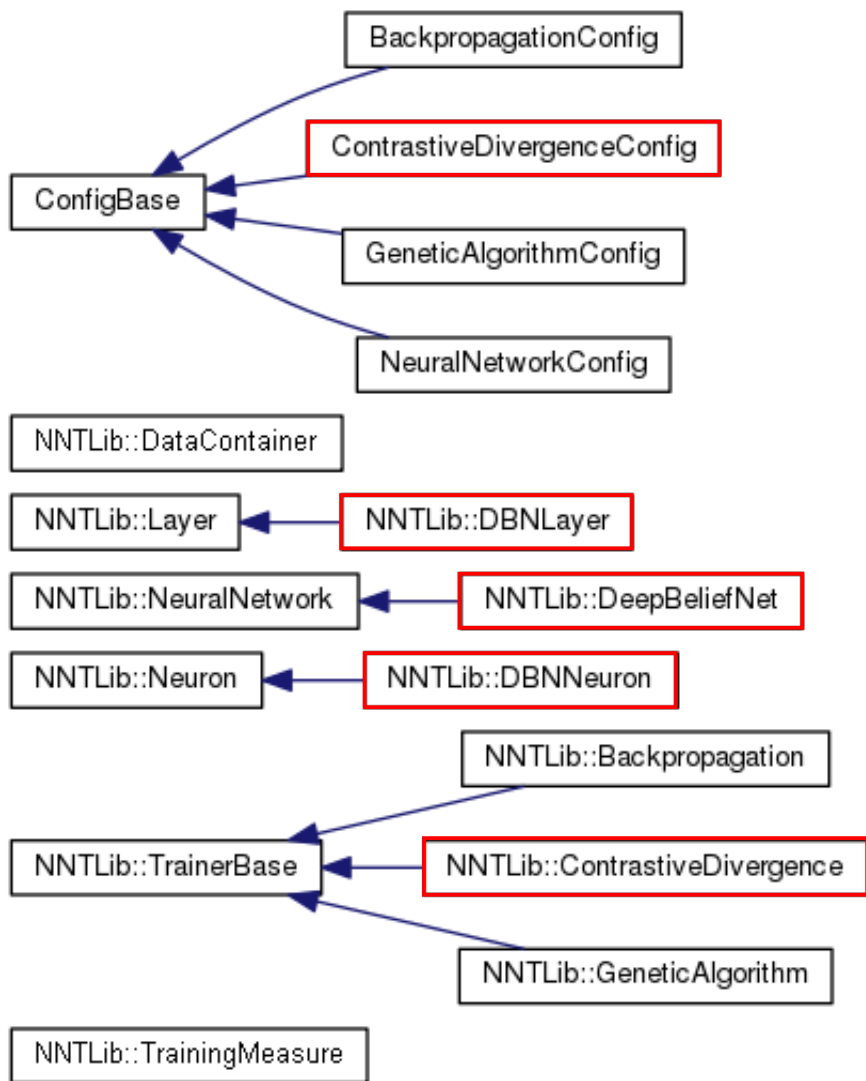 BackpropagationConfig
ContrastiveDivergenceConfig
ConfigBase
GeneticAlgorithmConfig
NeuralNetworkConfig
NNTLib::DataContainer
NNTLib::Layer
NNTLib::DBNLayer
NNTLib::NeuralNetwork
NNTLib::DeepBeliefNet
NNTLib::Neuron
NNTLib::DBNNeuron
NNTLib::Backpropagation
NNTLib::TrainerBase
NNTLib::ContrastiveDivergence
NNTLib::GeneticAlgorithm
NNTLib::TrainingMeasure